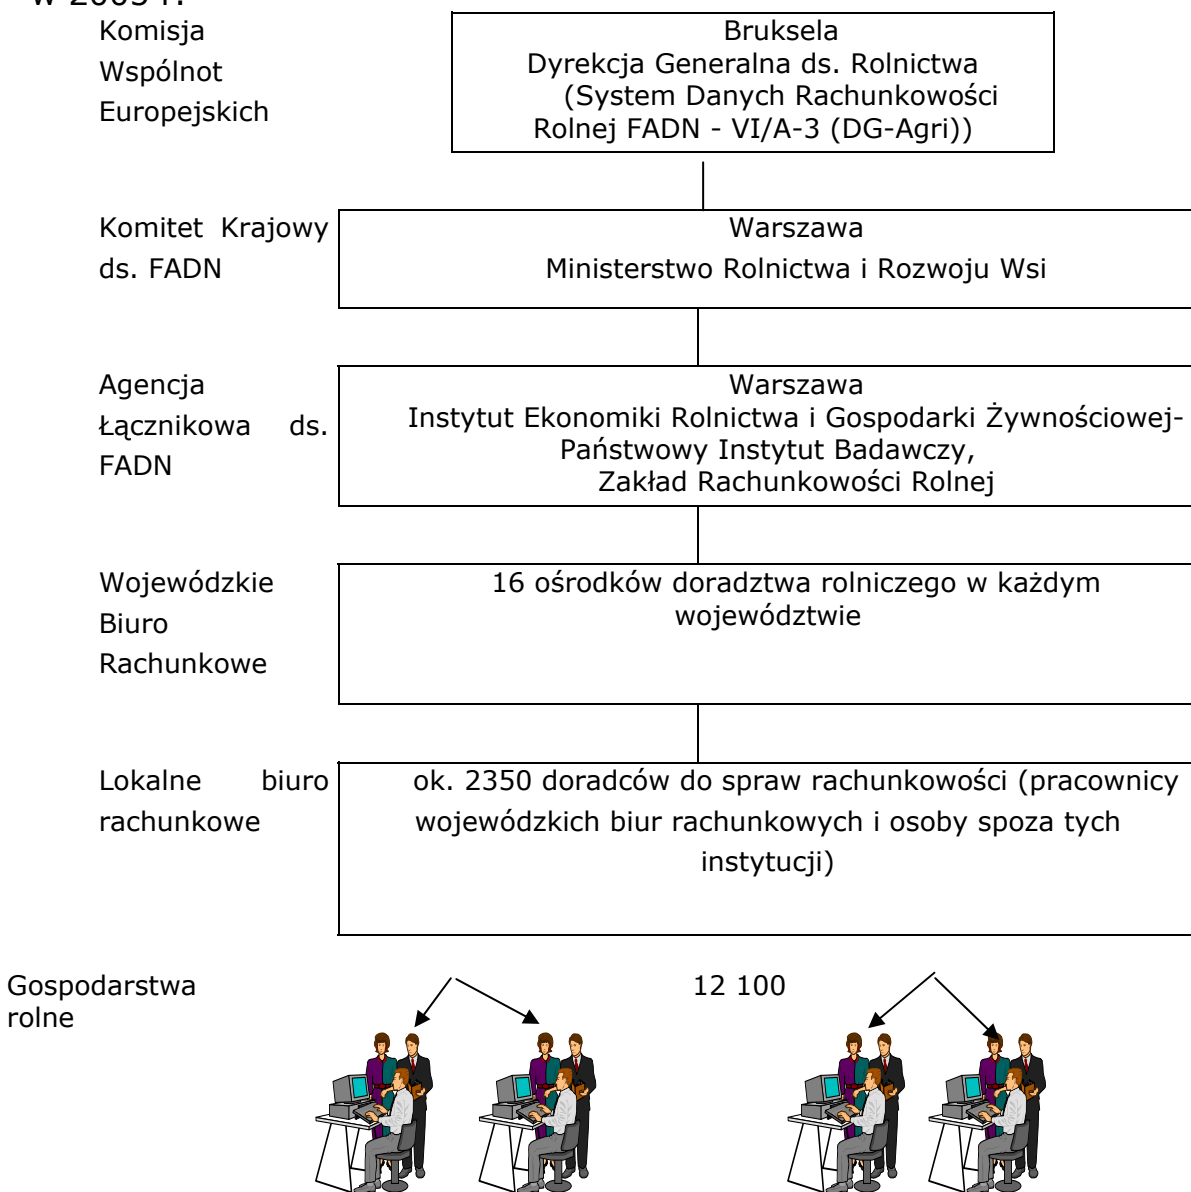 Komisja
Wspólnot
Europejskich
Bruksela
Dyrekcja Generalna ds. Rolnictwa
(System Danych Rachunkowości
Rolnej FADN - VI/A-3 (DG-Agri))
Komitet Krajowy
ds. FADN
Warszawa
Ministerstwo Rolnictwa i Rozwoju Wsi
Agencja
Łącznikowa ds.
FADN
Warszawa
Instytut Ekonomiki Rolnictwa i Gospodarki Żywnościowej-
Państwowy Instytut Badawczy,
Zakład Rachunkowości Rolnej
Wojewódzkie
Biuro
Rachunkowe
16 ośrodków doradztwa rolniczego w każdym
województwie
Lokalne biuro
rachunkowe
ok. 2350 doradców do spraw rachunkowości (pracownicy
wojewódzkich biur rachunkowych i osoby spoza tych
instytucji)
Gospodarstwa
rolne
12 100